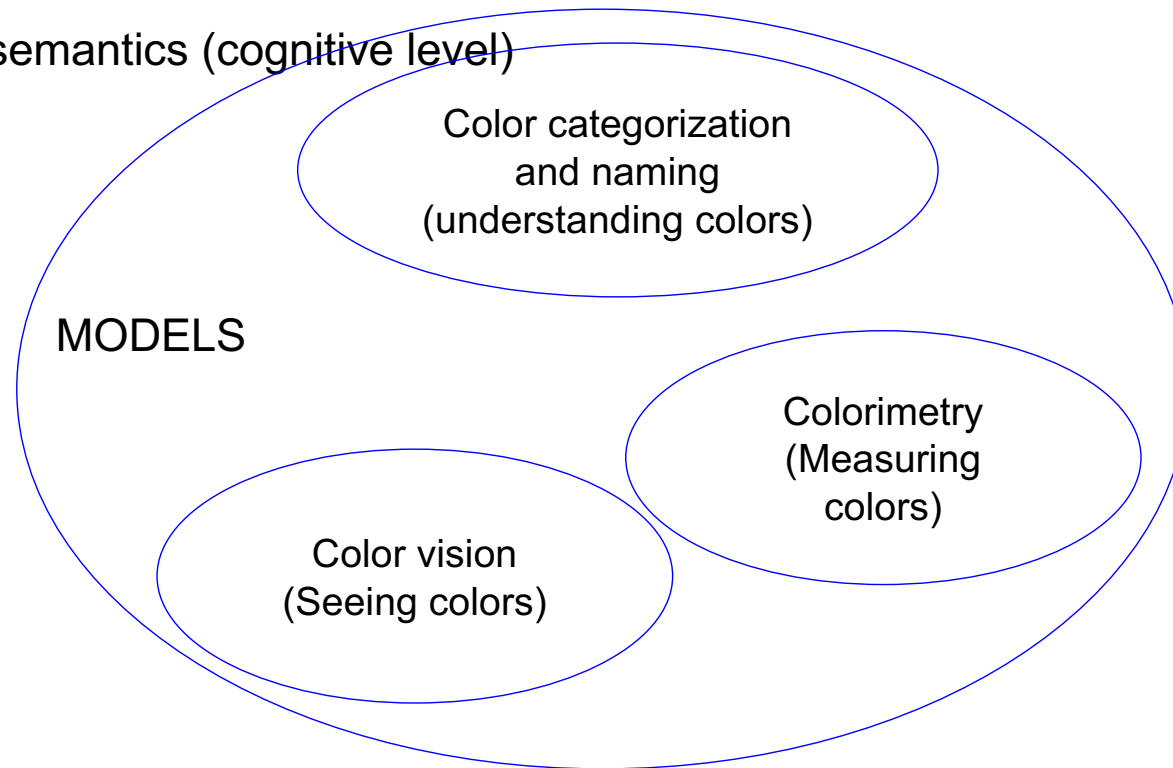 semantics (cognitive level)
Color categorization
and naming
(understanding colors)
MODELS
Colorimetry
(Measuring
colors)
Color vision
(Seeing colors)